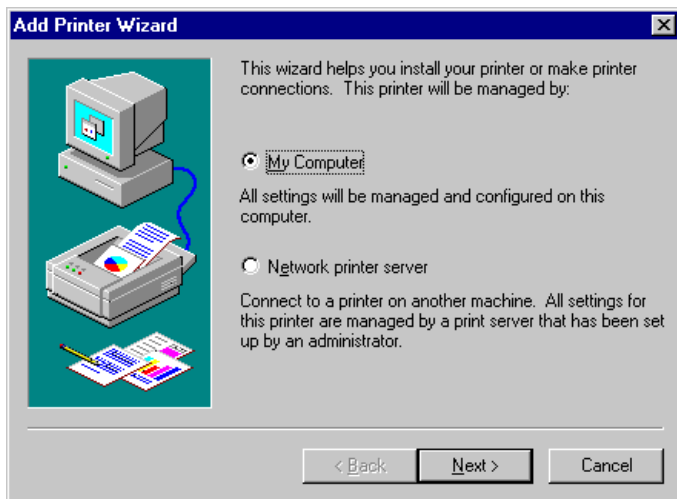 Add Printer Wizard
This wizard helps you install your printer or make printer
connections. This printer will be managed by:
My Computer
All settings will be managed and configured on this
computer.
Network printer server
Connect to a printer on another machine. All settings for
this printer are managed by a print server that has been set
up by an administrator.
< Back
Next >
Cancel